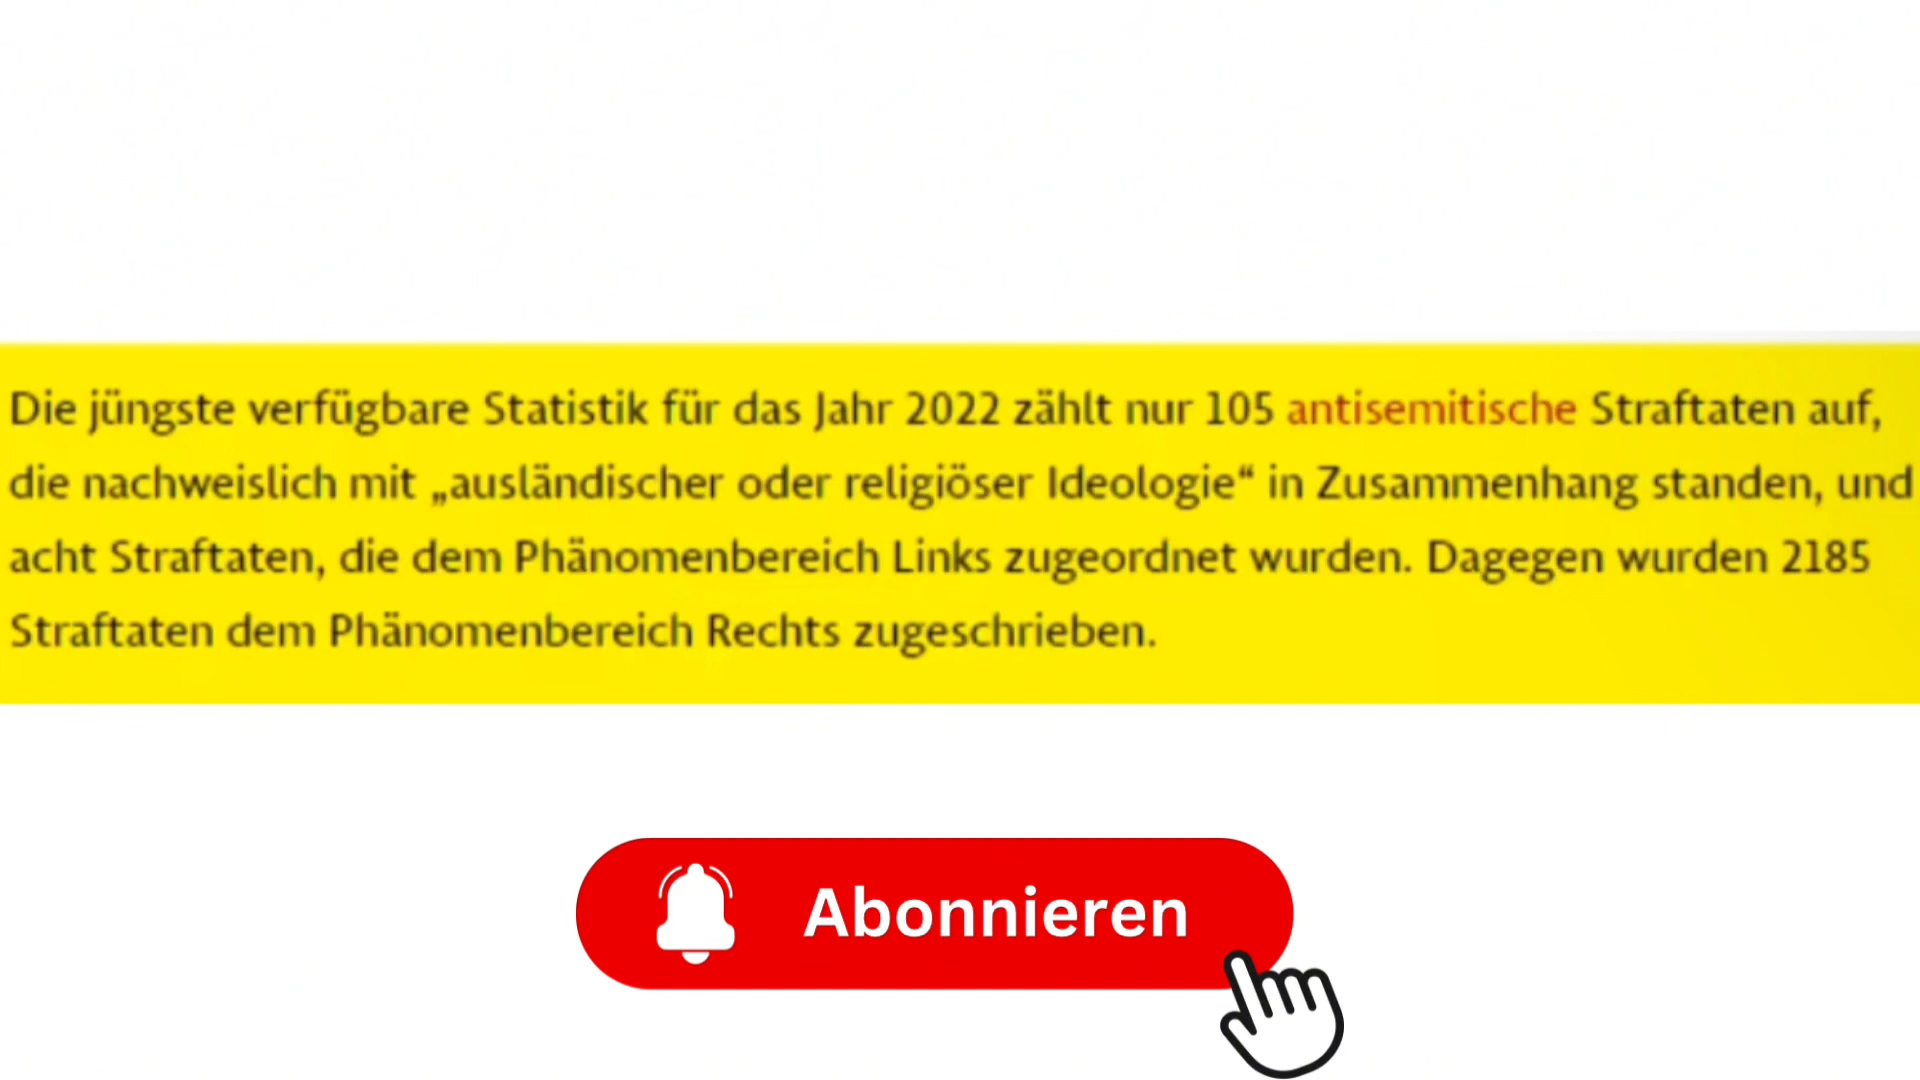 Die jüngste verfügbare Statistik für das Jahr 2022 zählt nur 105 antisemitische Straftaten auf,
die nachweislich mit „ausländischer oder religiöser Ideologie“ in Zusammenhang standen, und
acht Straftaten, die dem Phänomenbereich Links zugeordnet wurden. Dagegen wurden 2185
Straftaten dem Phänomenbereich Rechts zugeschrieben.
Abonnieren